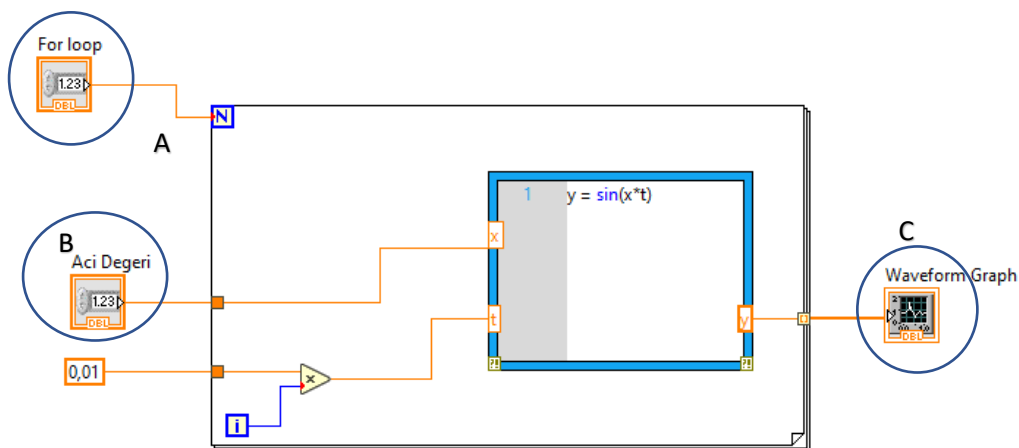 For loop
1.23
DBL
A
N
1 y = sin(x*t)
B
Aci Degeri
x
C
Waveform Graph
1.23
DBL
t
y
DBL
0,01
x
i